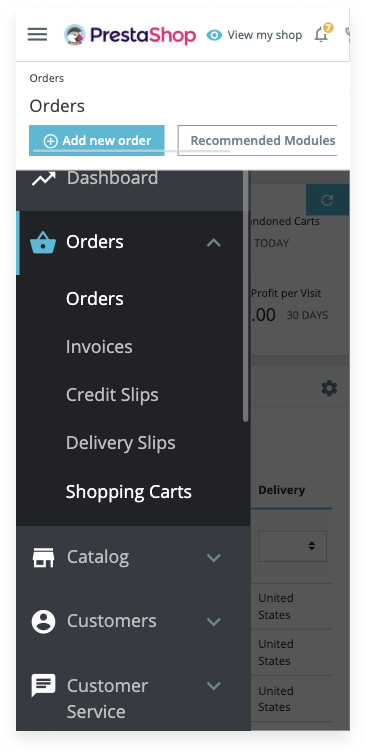 PrestaShop
View my shop
7
Orders
Orders
Add new order
Recommended Modules
Dashboard
Orders
Orders
Invoices
Credit Slips
Delivery Slips
Shopping Carts
Catalog
Customers
Customer
Service
Carts
TODAY
Profit per Visit
.00 30 DAYS
Delivery
United
States
United
States
United
States